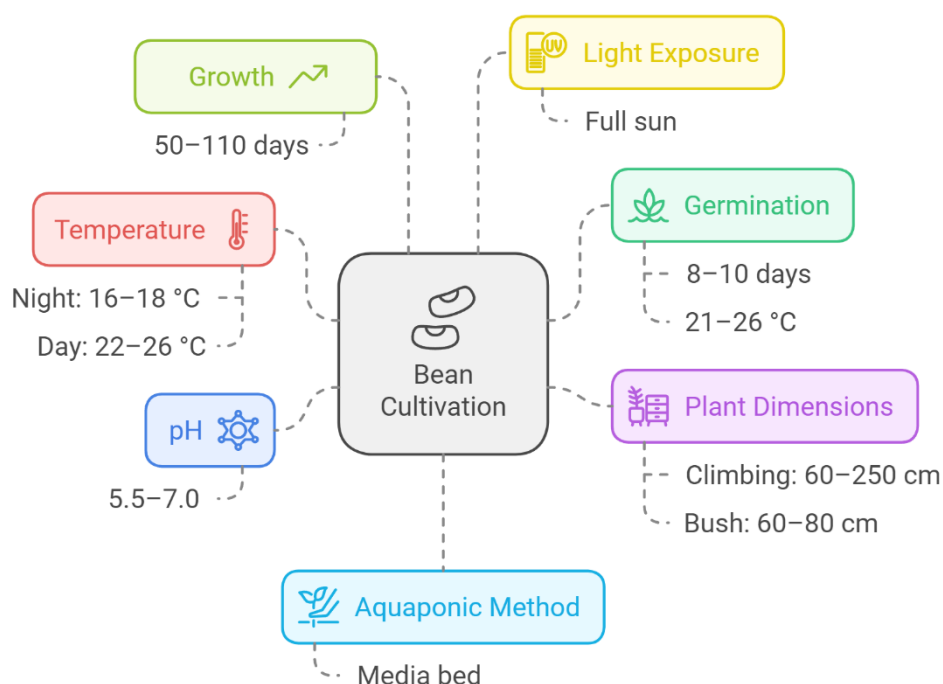 Growth
50–110 days
Light Exposure
UV
Full sun
Temperature
Night: 16–18 °C
Day: 22–26 °C
Germination
8–10 days
21–26 °C
Bean
Cultivation
pH
5.5–7.0
Plant Dimensions
Climbing: 60–250 cm
Bush: 60–80 cm
Aquaponic Method
Media bed